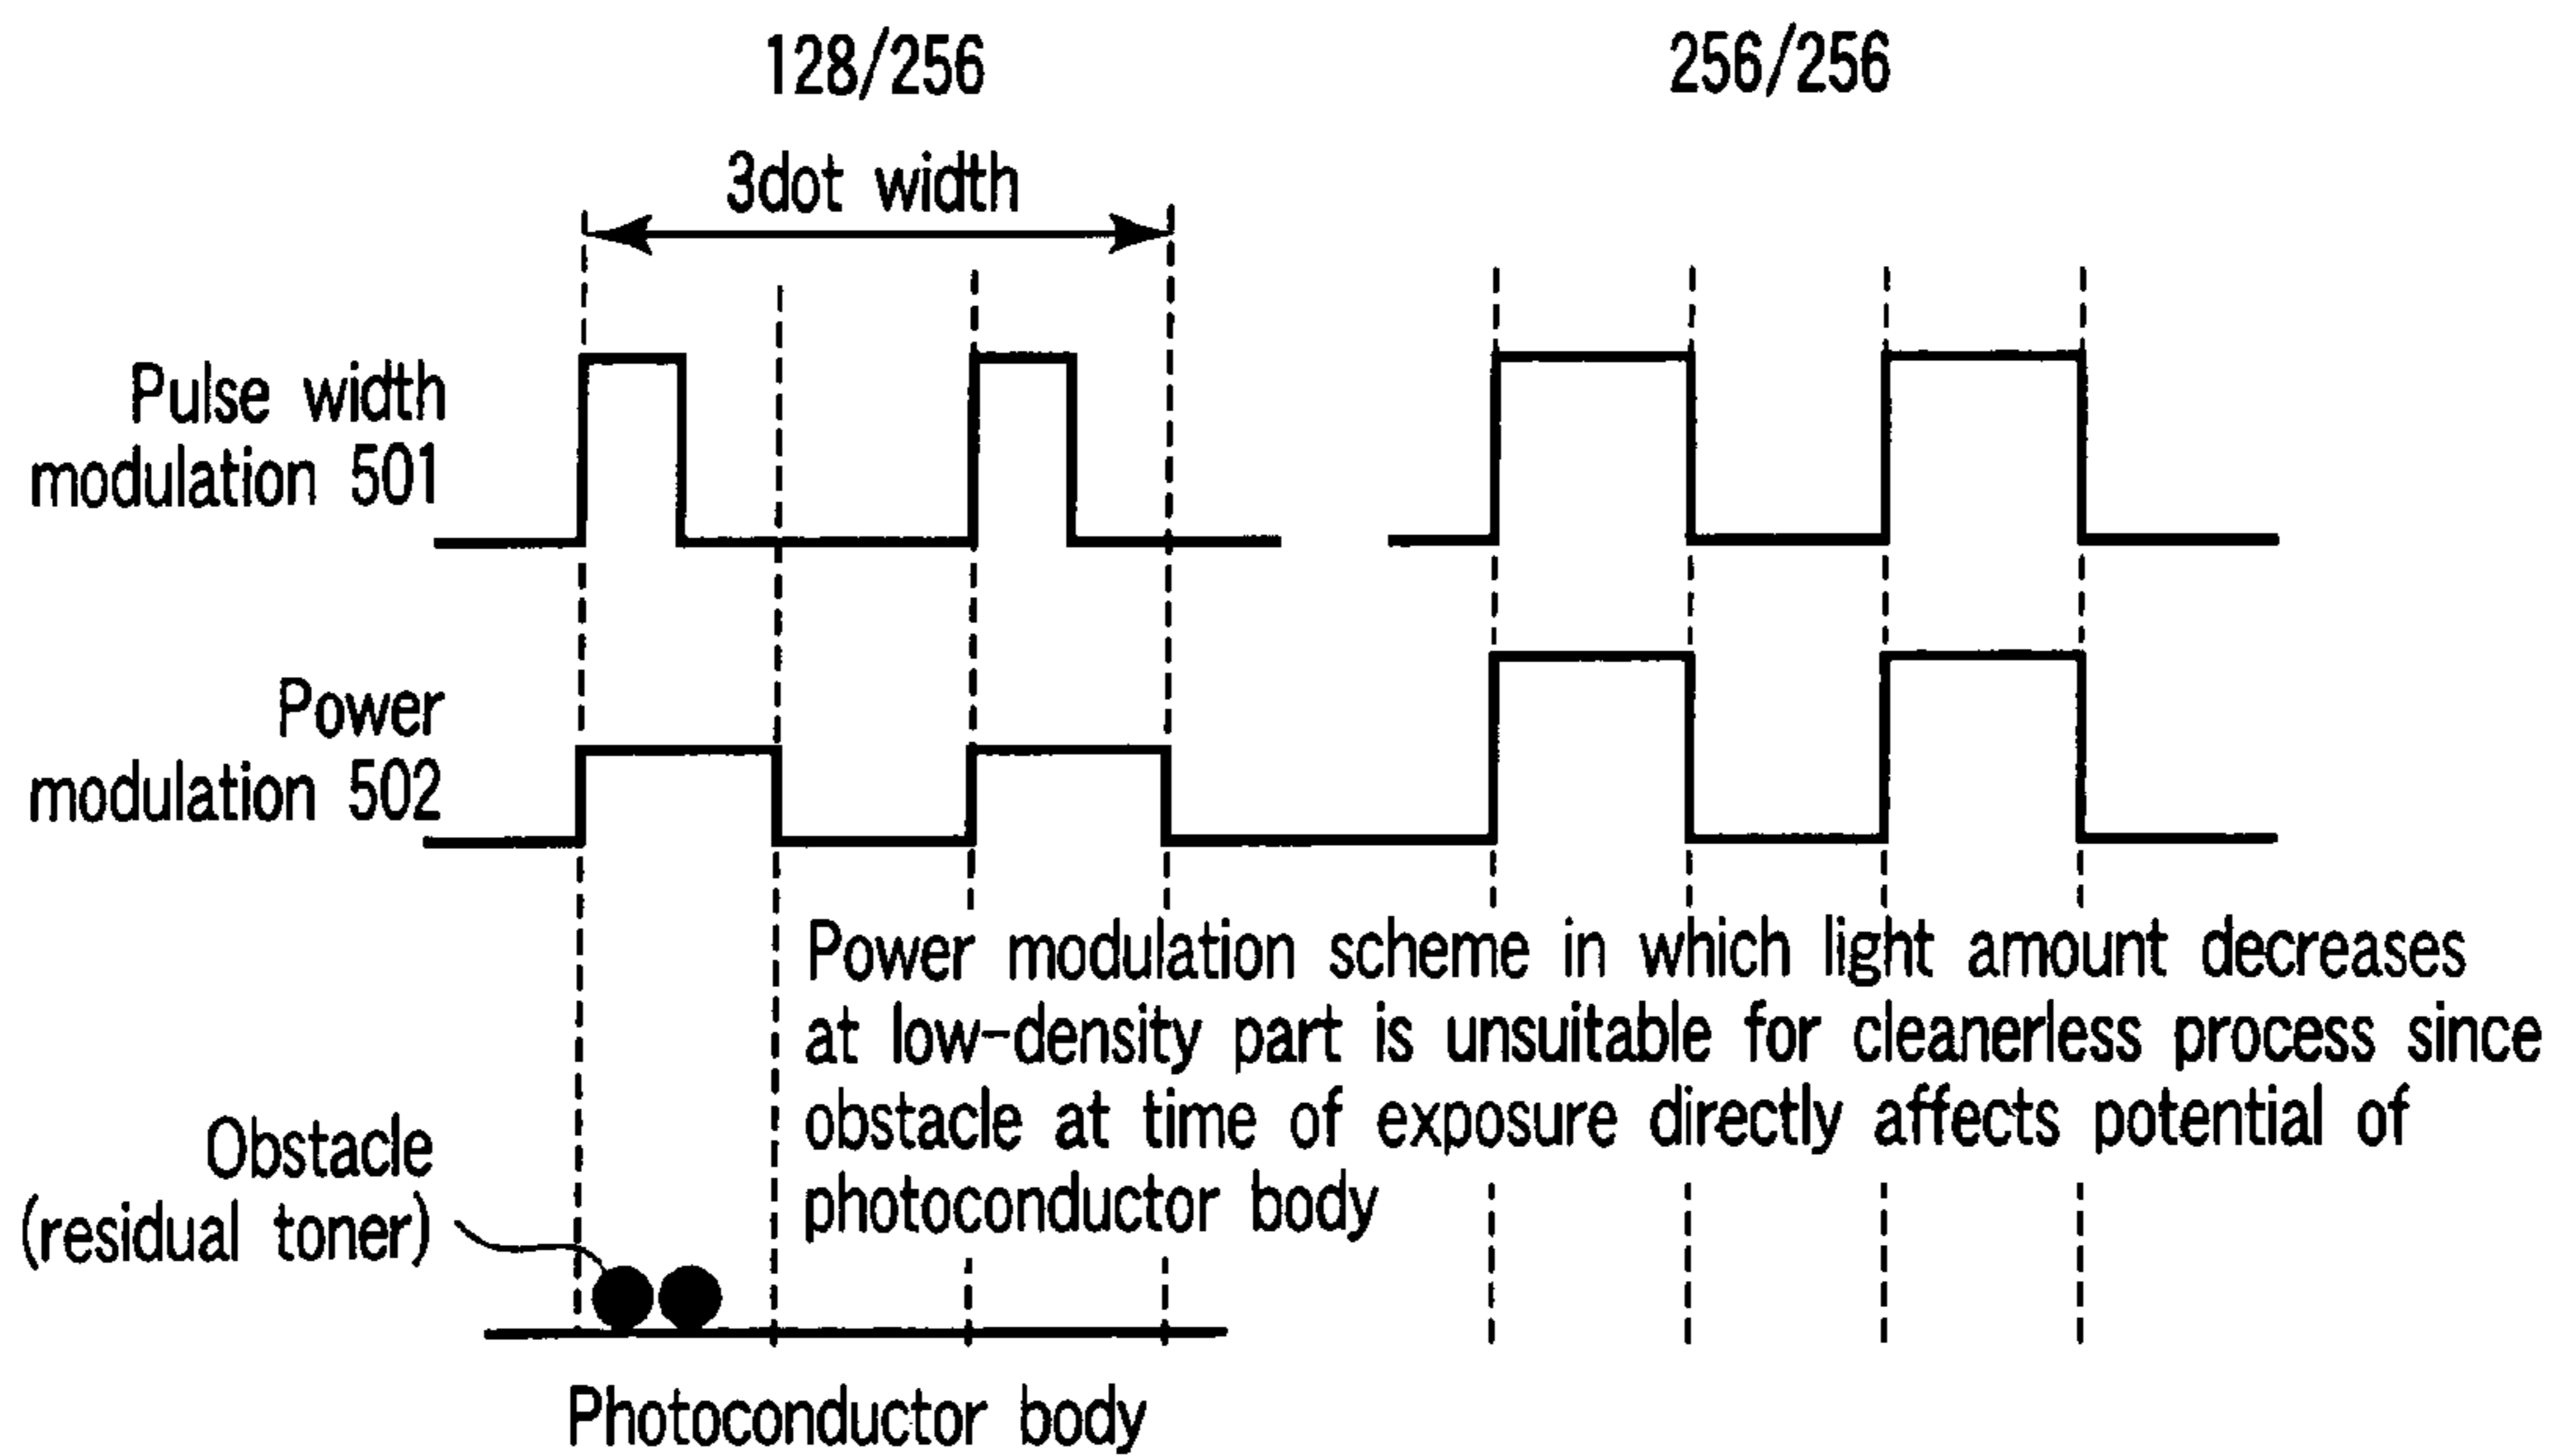 128/256
256/256
3dot width
Pulse width
modulation 501
Power
modulation 502
Power modulation scheme in which light amount decreases
at low-density part is unsuitable for cleanerless process since
obstacle at time of exposure directly affects potential of
photoconductor body
Obstacle
(residual toner)
Photoconductor body